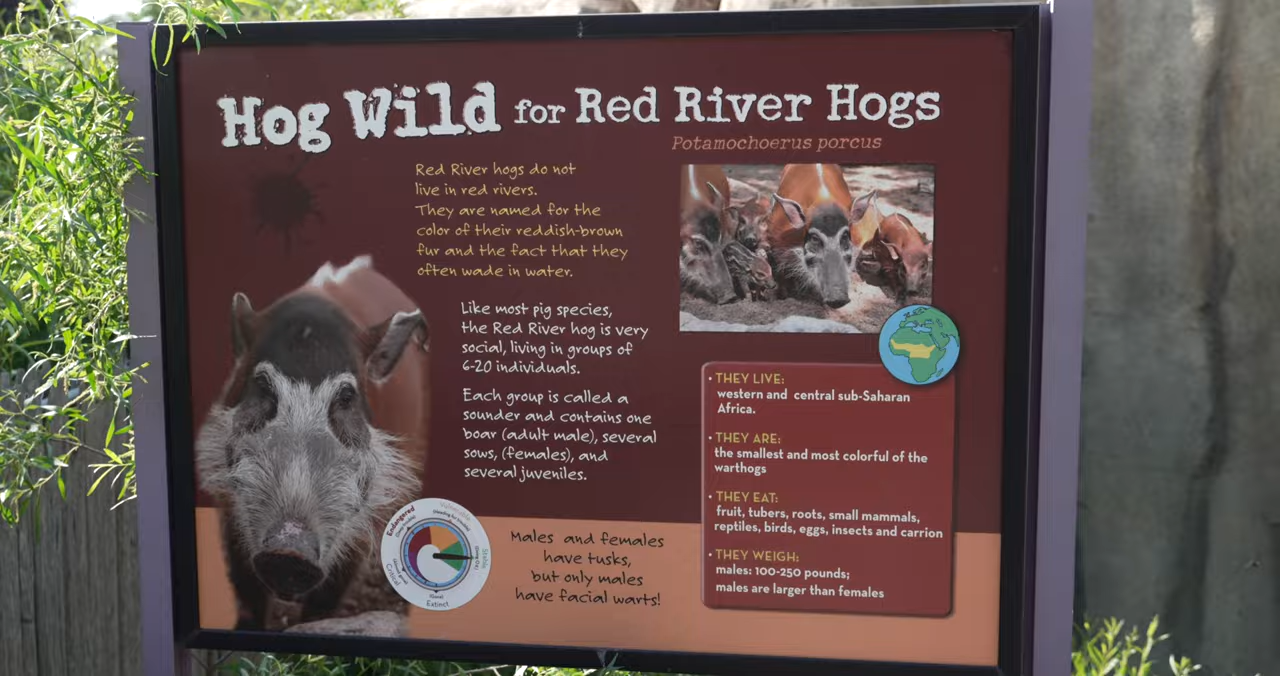 Hog Wild for Red River Hogs
Potamochoerus porcus
Red River hogs do not
live in red rivers.
They are named for the
color of their reddish-brown
fur and the fact that they
often wade in water.
Like most pig species,
the Red River hog is very
social, living in groups of
6-20 individuals.
Each group is called a
sounder and contains one
boar (adult male), several
sows, (females), and
several juveniles.
Males and females
have tusks,
but only males
have facial warts!
Endangered
Vulnerable
Stable
Critical
Extinct
• THEY LIVE:
western and central sub-Saharan
Africa.
• THEY ARE:
the smallest and most colorful of the
warthogs
• THEY EAT:
fruit, tubers, roots, small mammals,
reptiles, birds, eggs, insects and carrion
• THEY WEIGH:
males: 100-250 pounds;
males are larger than females